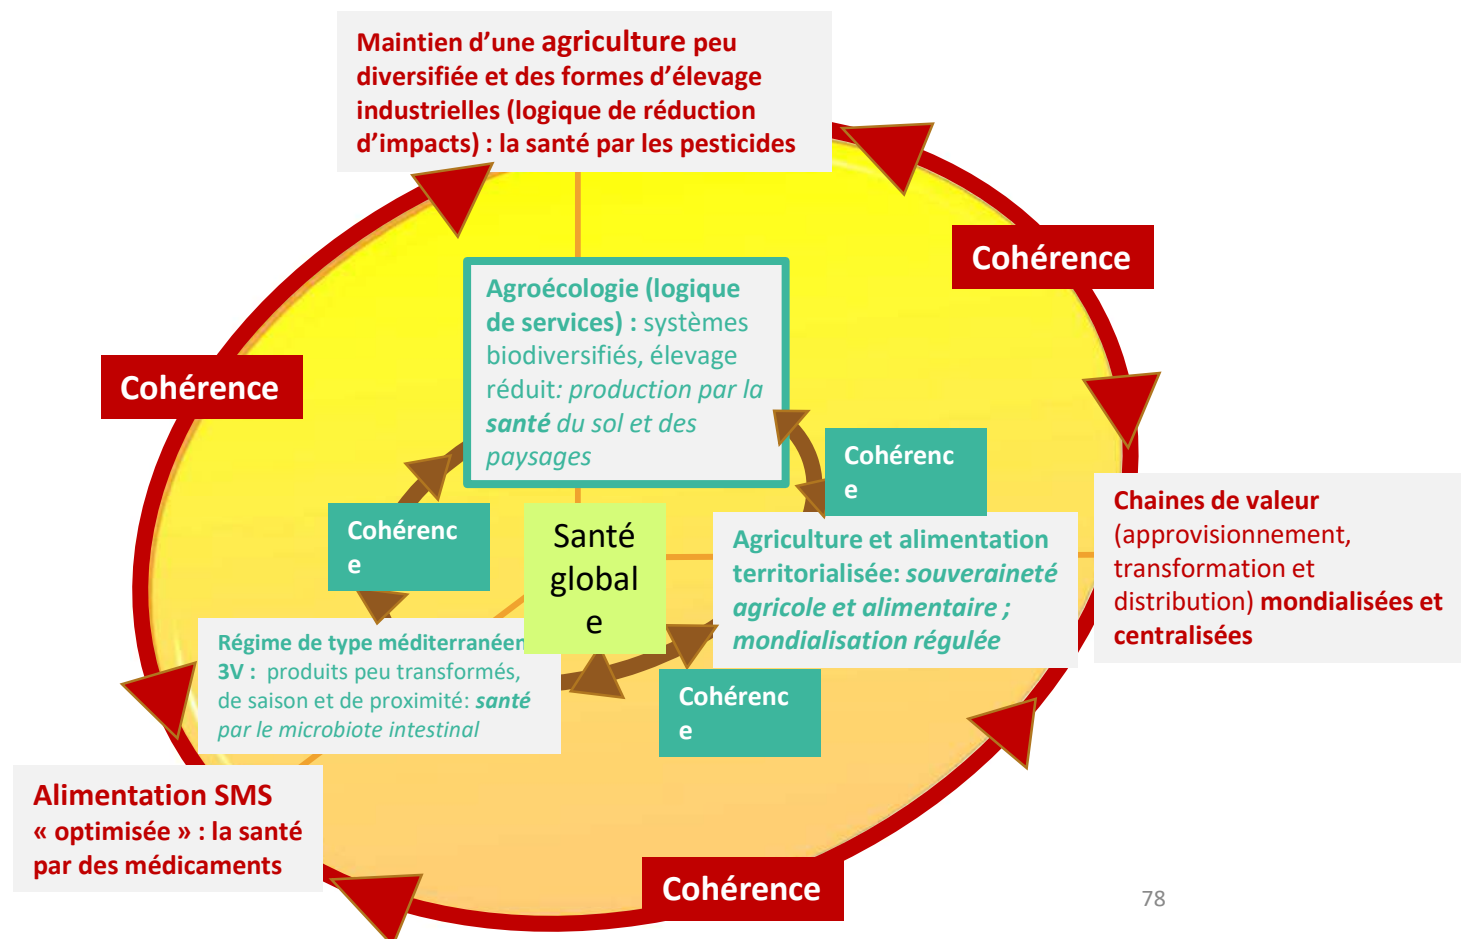 Maintien d’une agriculture peu
diversifiée et des formes d’élevage
industrielles (logique de réduction
d’impacts) : la santé par les pesticides
Cohérence
Agroécologie (logique
de services) : systèmes
biodiversifiés, élevage
réduit: production par la
santé du sol et des
paysages
Cohérence
Cohérenc
e
Chaines de valeur
(approvisionnement,
transformation et
distribution) mondialisées et
centralisées
Cohérenc
e
Santé
global
e
Agriculture et alimentation
territorialisée: souveraineté
agricole et alimentaire ;
mondialisation régulée
Régime de type méditerranéen
3V : produits peu transformés,
de saison et de proximité: santé
par le microbiote intestinal
Cohérenc
e
Alimentation SMS
« optimisée » : la santé
par des médicaments
Cohérence
78